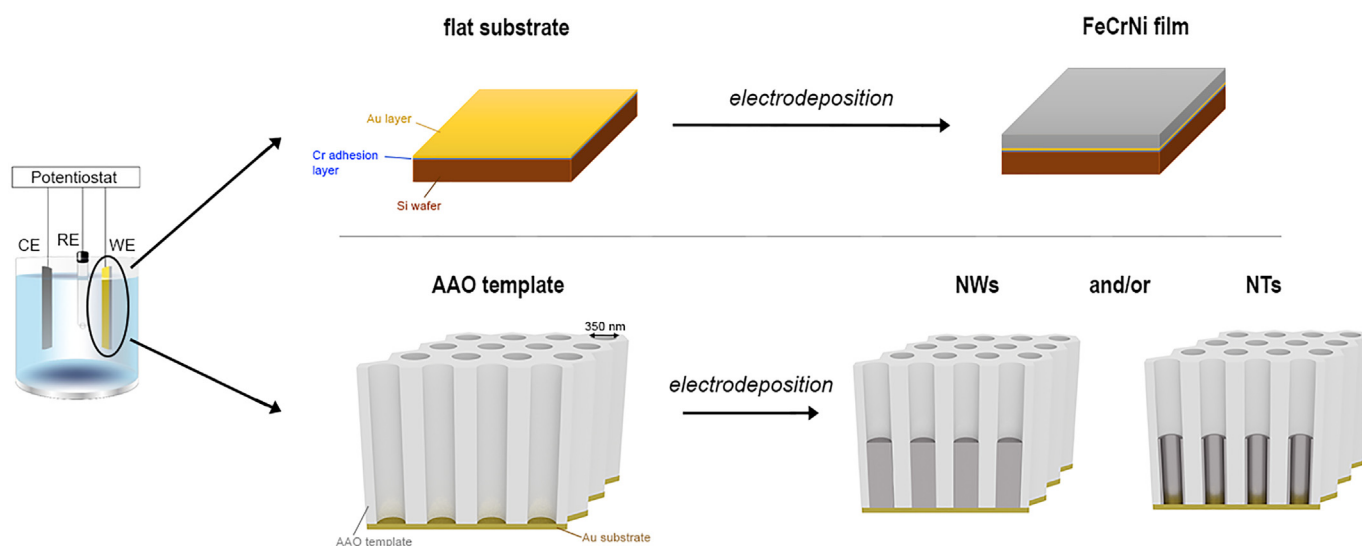 flat substrate
FeCrNi film
electrodeposition
Au layer
Cr adhesion
layer
Si wafer
Potentiostat
CE
RE
WE
AAO template
NWs
and/or
NTs
350 nm
electrodeposition
AAO template
Au substrate